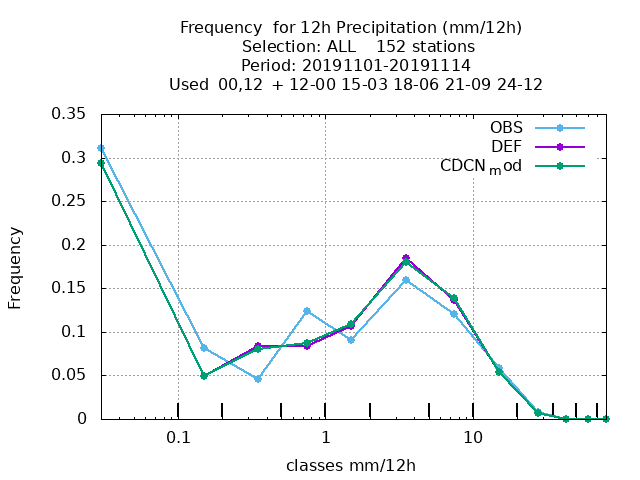 Frequency  for 12h Precipitation (mm/12h)
Selection: ALL    152 stations
Period: 20191101-20191114
Used  00,12  + 12-00 15-03 18-06 21-09 24-12
0.35
0.3
0.25
0.2
0.15
0.1
0.05
0
Frequency
OBS
DEF
CDCN_mod
0.1 1 10
classes mm/12h